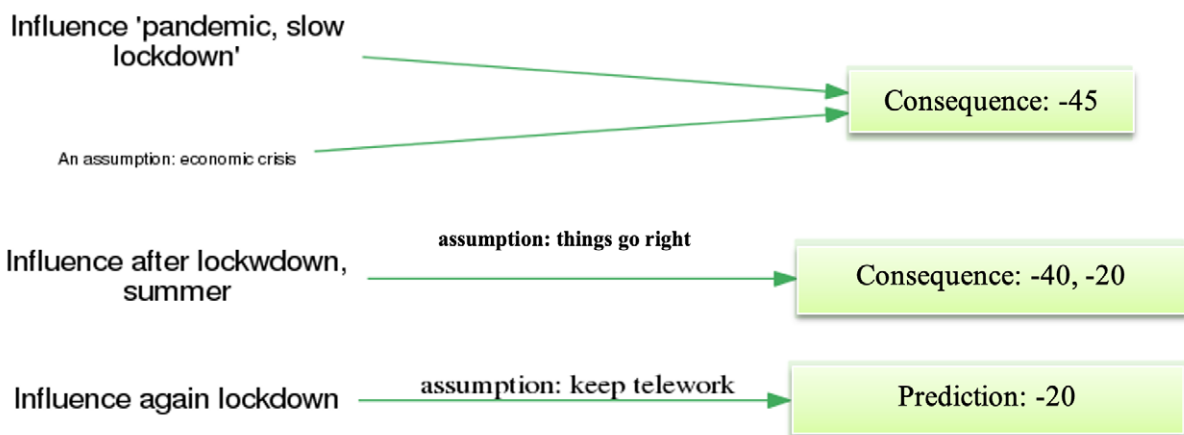 Influence 'pandemic, slow
lockdown'
Consequence: -45
An assumption: economic crisis
assumption: things go right
Influence after lockwdown,
summer
Consequence: -40, -20
assumption: keep telework
Influence again lockdown
Prediction: -20